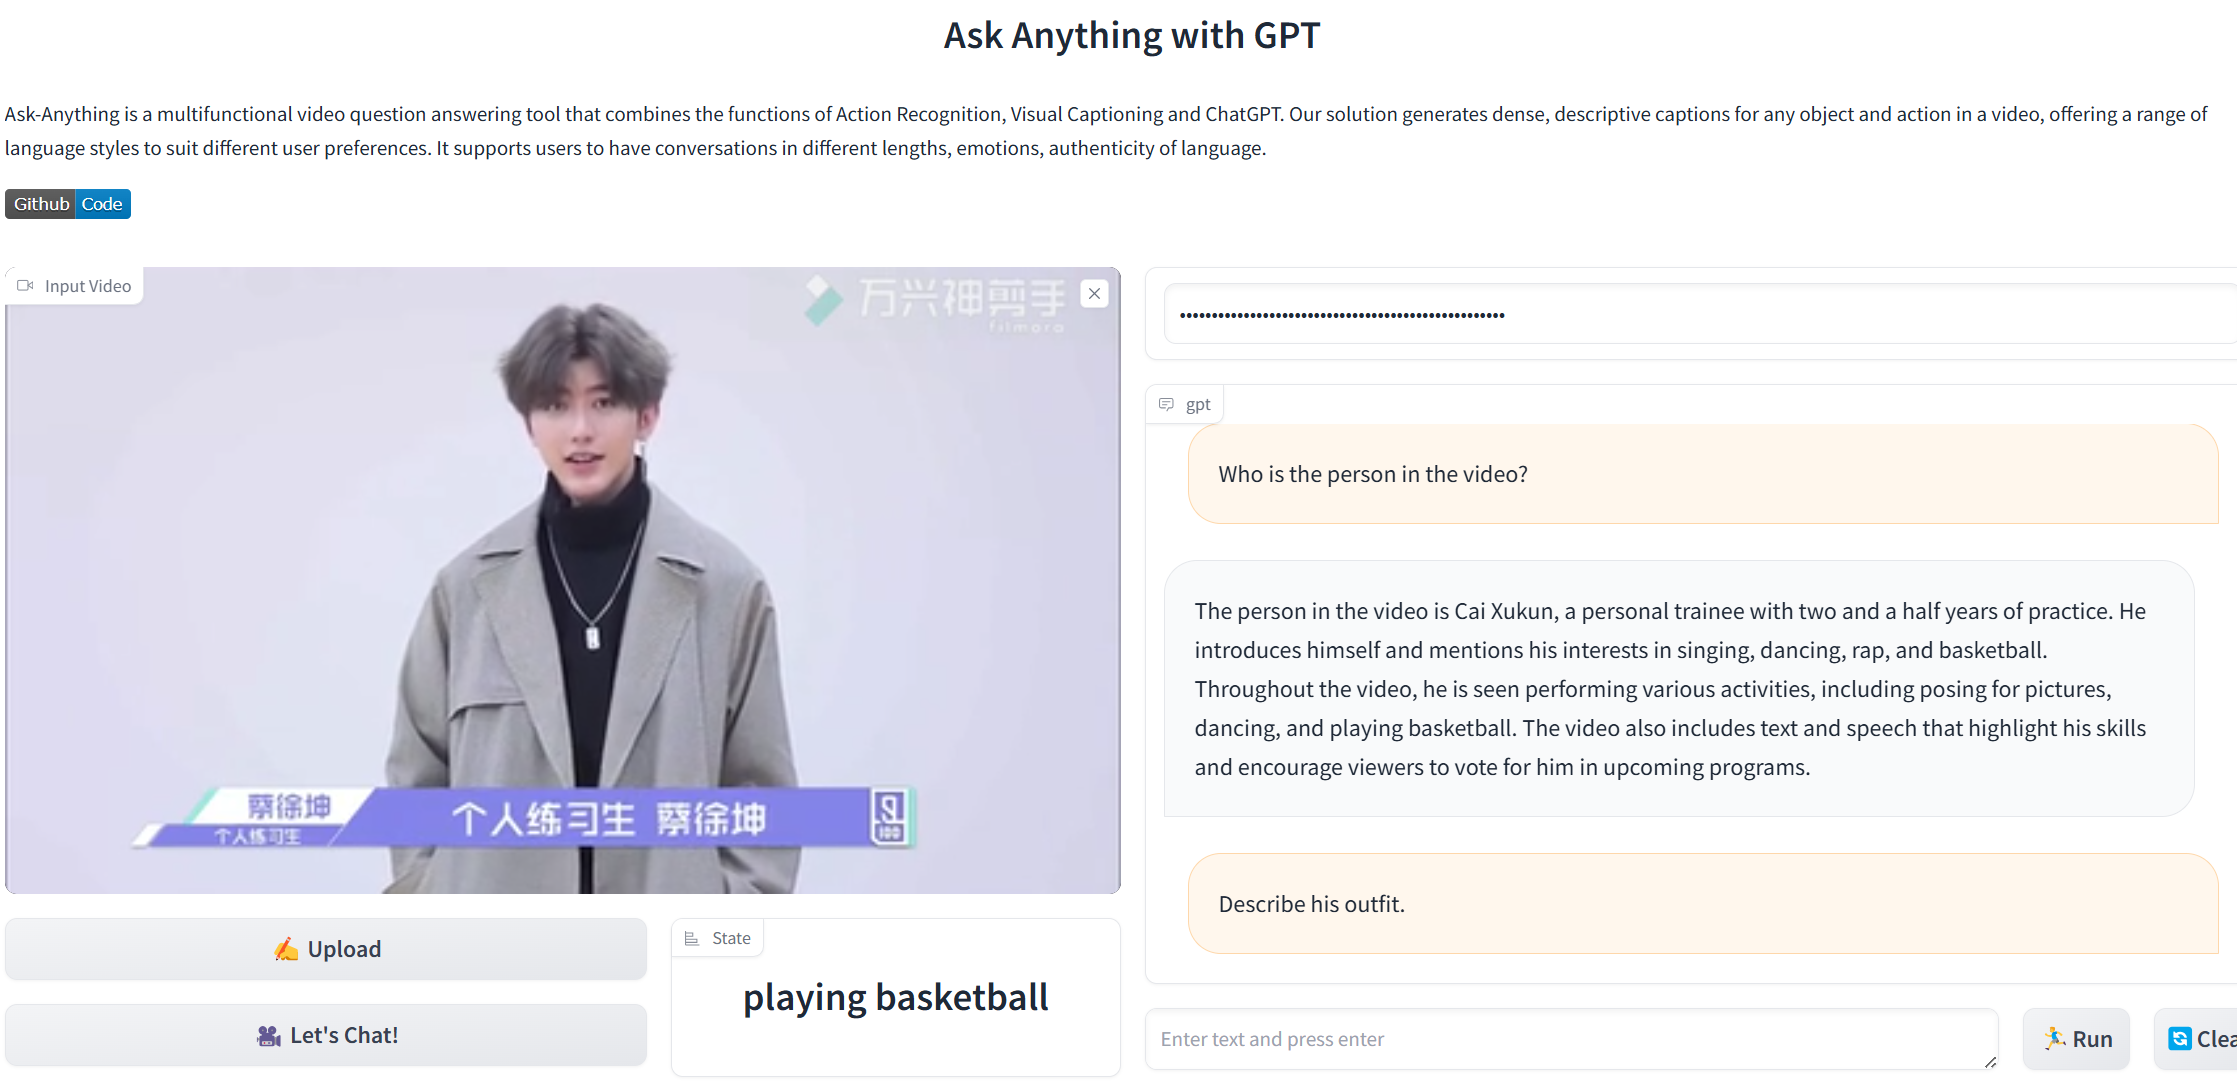 Ask Anything with GPT
Ask-Anything is a multifunctional video question answering tool that combines the functions of Action Recognition, Visual Captioning and ChatGPT. Our solution generates dense, descriptive captions for any object and action in a video, offering a range of
language styles to suit different user preferences. It supports users to have conversations in different lengths, emotions, authenticity of language.
Github Code
Input Video
万兴神剪手
filmora
蔡徐坤
个人练习生
个人练习生 蔡徐坤
100
✍️ Upload
🎥 Let's Chat!
State
playing basketball
••••••••••••••••••••••••••••••••••••••••••••••••••• 
gpt
Who is the person in the video?
The person in the video is Cai Xukun, a personal trainee with two and a half years of practice. He
introduces himself and mentions his interests in singing, dancing, rap, and basketball.
Throughout the video, he is seen performing various activities, including posing for pictures,
dancing, and playing basketball. The video also includes text and speech that highlight his skills
and encourage viewers to vote for him in upcoming programs.
Describe his outfit.
Enter text and press enter
🏃 Run
🔄 Clea